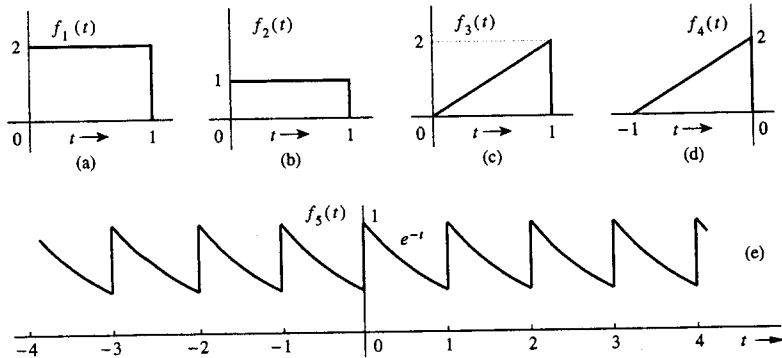 f₁(t) f₂(t) f₃(t) f₄(t)
2 1 2 2
0 t → 1 0 t → 1 0 t → 1 −1 t → 0
(a) (b) (c) (d)
f₅(t) 1 e⁻ᵗ (e)
−4 −3 −2 −1 0 1 2 3 4 t →